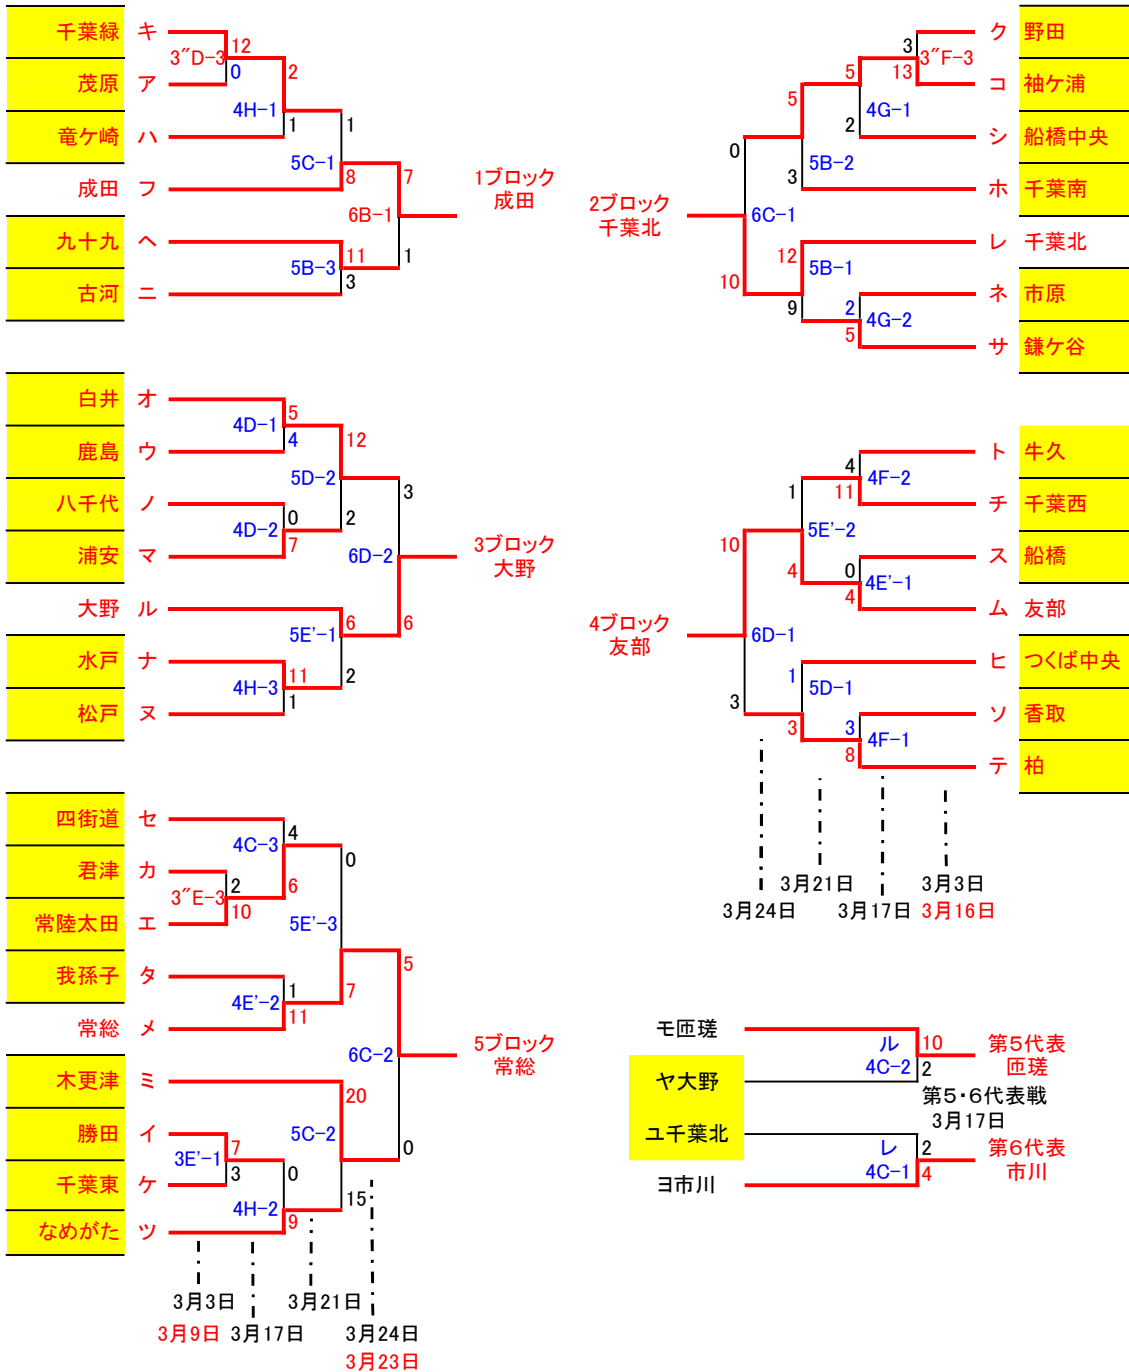 千葉緑 キ
3″D-3
12
0
茂原 ア
2
4H-1
1
竜ケ崎 ハ
1
5C-1
8
成田 フ
7
6B-1
1
1ブロック
成田
九十九 ヘ
5B-3
11
3
古河 ニ
ク 野田
3
3″F-3
13
コ 袖ケ浦
5
4G-1
2
シ 船橋中央
5
5B-2
3
ホ 千葉南
0
6C-1
10
2ブロック
千葉北
レ 千葉北
12
5B-1
9
ネ 市原
2
4G-2
5
サ 鎌ケ谷
白井 オ
4D-1
5
4
鹿島 ウ
12
5D-2
2
八千代 ノ
4D-2
0
7
浦安 マ
3
6D-2
6
3ブロック
大野
大野 ル
5E'-1
6
2
水戸 ナ
4H-3
11
1
松戸 ヌ
ト 牛久
4
4F-2
11
チ 千葉西
1
5E'-2
4
ス 船橋
0
4E'-1
4
ム 友部
10
6D-1
3
4ブロック
友部
ヒ つくば中央
1
5D-1
3
ソ 香取
3
4F-1
8
テ 柏
3月21日
3月24日
3月17日
3月3日
3月16日
四街道 セ
4C-3
4
6
君津 カ
3″E-3
2
10
常陸太田 エ
0
5E'-3
7
我孫子 タ
4E'-2
1
11
常総 メ
5
6C-2
0
5ブロック
常総
木更津 ミ
20
5C-2
15
勝田 イ
3E'-1
7
3
千葉東 ケ
0
4H-2
9
なめがた ツ
3月3日
3月9日
3月17日
3月21日
3月24日
3月23日
モ匝瑳
ル
4C-2
10
2
第5代表
匝瑳
ヤ大野
第5・6代表戦
3月17日
ユ千葉北
レ
4C-1
2
4
第6代表
市川
ヨ市川